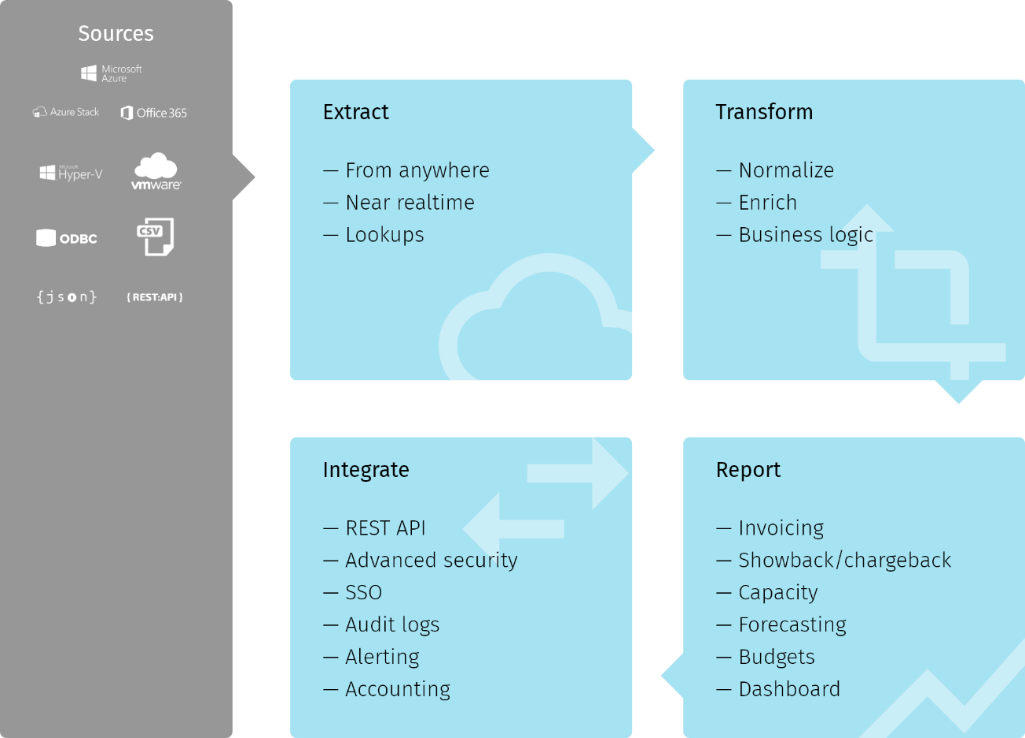 Sources
Microsoft
Azure
Azure Stack
Office 365
Microsoft
Hyper-V
vmware
ODBC
CSV
{json}
{REST:API}
Extract
— From anywhere
— Near realtime
— Lookups
Transform
— Normalize
— Enrich
— Business logic
Integrate
— REST API
— Advanced security
— SSO
— Audit logs
— Alerting
— Accounting
Report
— Invoicing
— Showback/chargeback
— Capacity
— Forecasting
— Budgets
— Dashboard